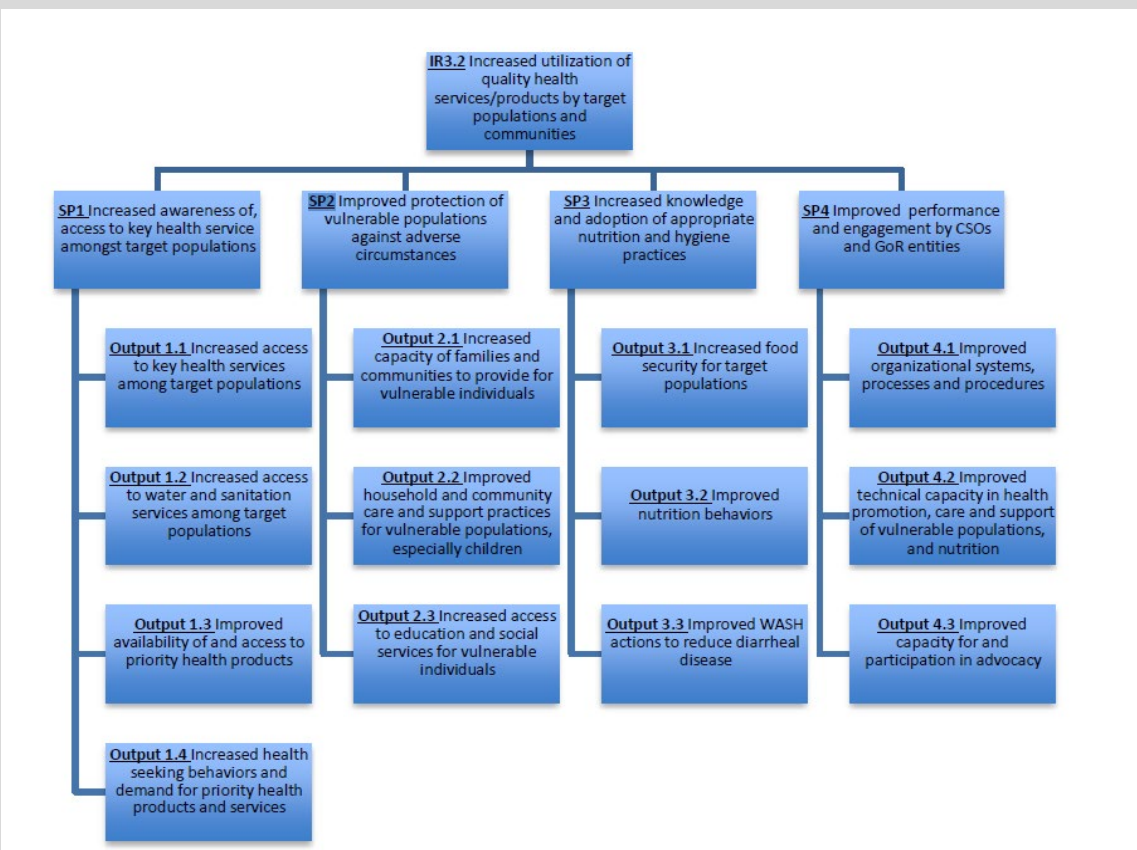 IR3.2 Increased utilization of
quality health
services/products by target
populations and
communities
SP1 Increased awareness of,
access to key health service
amongst target populations
SP2 Improved protection of
vulnerable populations
against adverse
circumstances
SP3 Increased knowledge
and adoption of appropriate
nutrition and hygiene
practices
SP4 Improved performance
and engagement by CSOs
and GoR entities
Output 1.1 Increased access
to key health services
among target populations
Output 2.1 Increased
capacity of families and
communities to provide for
vulnerable individuals
Output 3.1 Increased food
security for target
populations
Output 4.1 Improved
organizational systems,
processes and procedures
Output 1.2 Increased access
to water and sanitation
services among target
populations
Output 2.2 Improved
household and community
care and support practices
for vulnerable populations,
especially children
Output 3.2 Improved
nutrition behaviors
Output 4.2 Improved
technical capacity in health
promotion, care and support
of vulnerable populations,
and nutrition
Output 1.3 Improved
availability of and access to
priority health products
Output 2.3 Increased access
to education and social
services for vulnerable
individuals
Output 3.3 Improved WASH
actions to reduce diarrheal
disease
Output 4.3 Improved
capacity for and
participation in advocacy
Output 1.4 Increased health
seeking behaviors and
demand for priority health
products and services